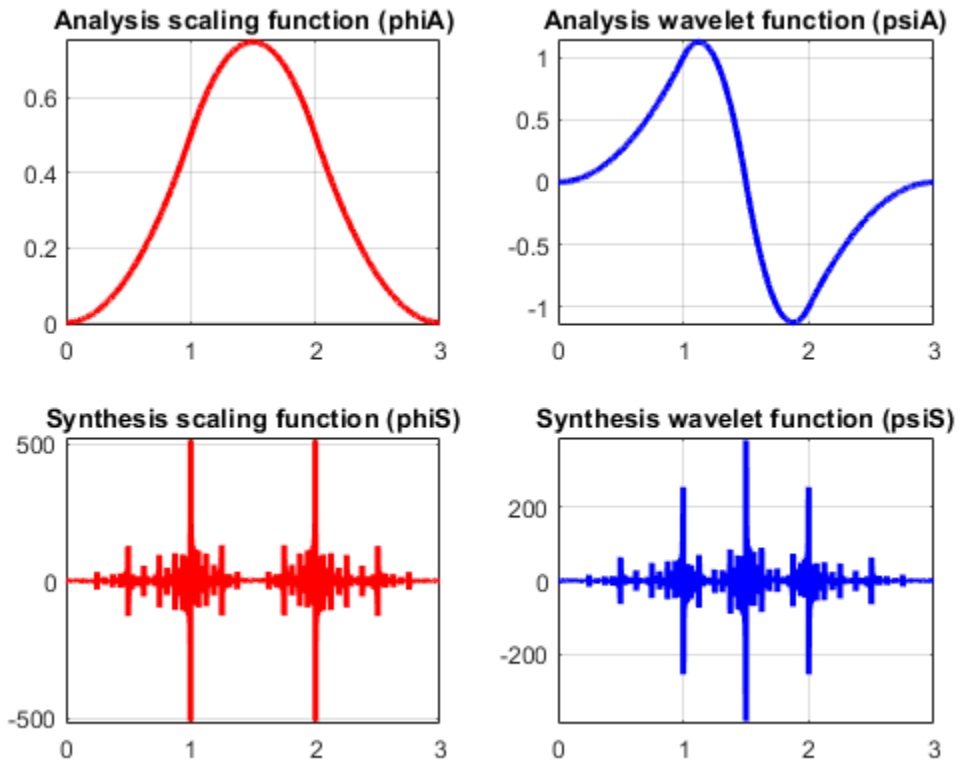 Analysis scaling function (phiA)
0.6
0.4
0.2
0
0 1 2 3
Analysis wavelet function (psiA)
1
0.5
0
-0.5
-1
0 1 2 3
Synthesis scaling function (phiS)
500
0
-500
0 1 2 3
Synthesis wavelet function (psiS)
200
0
-200
0 1 2 3